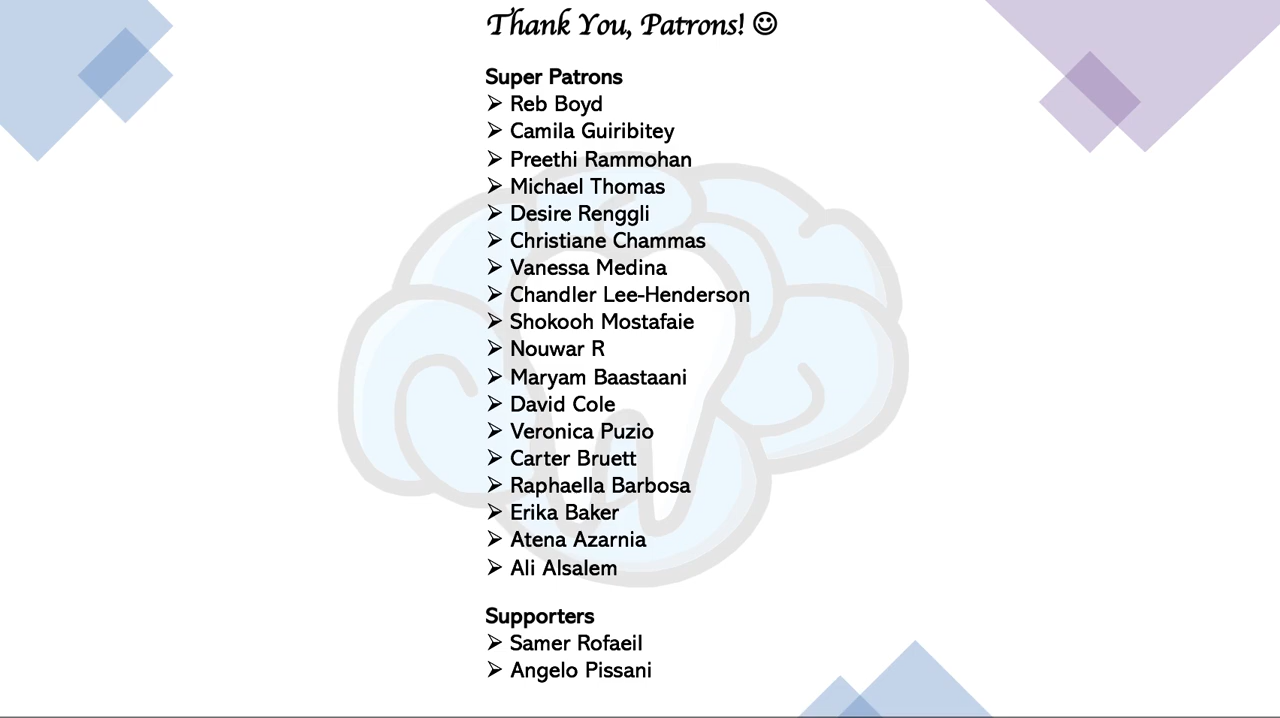 Thank You, Patrons! ☺
Super Patrons
➢ Reb Boyd
➢ Camila Guiribitey
➢ Preethi Rammohan
➢ Michael Thomas
➢ Desire Renggli
➢ Christiane Chammas
➢ Vanessa Medina
➢ Chandler Lee-Henderson
➢ Shokooh Mostafaie
➢ Nouwar R
➢ Maryam Baastaani
➢ David Cole
➢ Veronica Puzio
➢ Carter Bruett
➢ Raphaella Barbosa
➢ Erika Baker
➢ Atena Azarnia
➢ Ali Alsalem
Supporters
➢ Samer Rofaeil
➢ Angelo Pissani